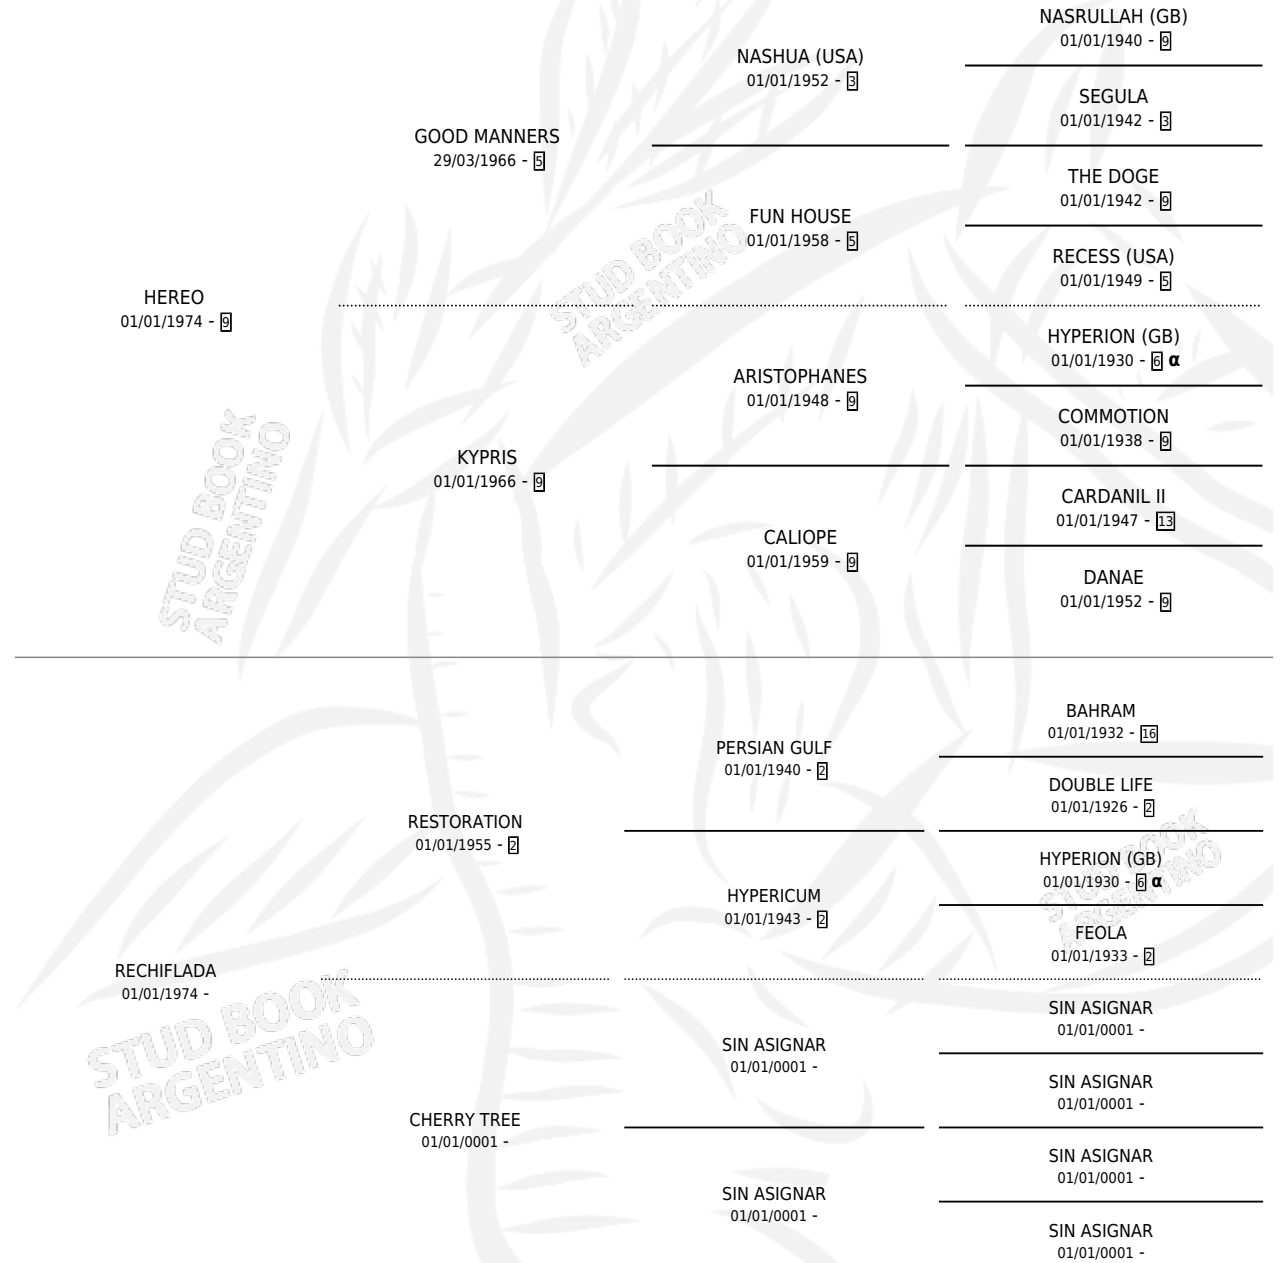 NASRULLAH (GB)
01/01/1940 - 9
NASHUA (USA)
01/01/1952 - 3
SEGULA
01/01/1942 - 3
GOOD MANNERS
29/03/1966 - 5
THE DOGE
01/01/1942 - 9
FUN HOUSE
01/01/1958 - 5
RECESS (USA)
01/01/1949 - 5
HEREO
01/01/1974 - 9
HYPERION (GB)
01/01/1930 - 6 α
ARISTOPHANES
01/01/1948 - 9
COMMOTION
01/01/1938 - 9
KYPRIS
01/01/1966 - 9
CARDANIL II
01/01/1947 - 13
CALIOPE
01/01/1959 - 9
DANAE
01/01/1952 - 9
BAHRAM
01/01/1932 - 16
PERSIAN GULF
01/01/1940 - 2
DOUBLE LIFE
01/01/1926 - 2
RESTORATION
01/01/1955 - 2
HYPERION (GB)
01/01/1930 - 6 α
HYPERICUM
01/01/1943 - 2
FEOLA
01/01/1933 - 2
RECHIFLADA
01/01/1974 -
SIN ASIGNAR
01/01/0001 -
SIN ASIGNAR
01/01/0001 -
SIN ASIGNAR
01/01/0001 -
CHERRY TREE
01/01/0001 -
SIN ASIGNAR
01/01/0001 -
SIN ASIGNAR
01/01/0001 -
SIN ASIGNAR
01/01/0001 -
STUD BOOK
ARGENTINO
STUD BOOK
ARGENTINO
STUD BOOK
ARGENTINO
STUD BOOK
ARGENTINO